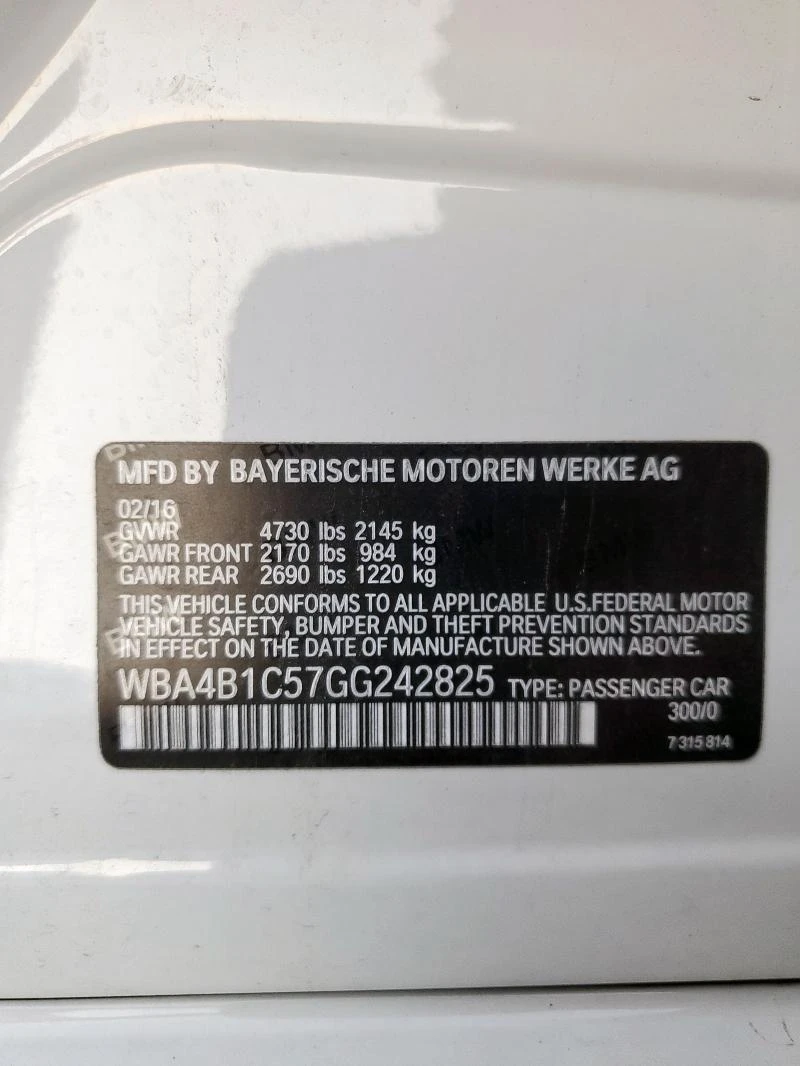 MFD BY BAYERISCHE MOTOREN WERKE AG
02/16
GVWR 4730 lbs 2145 kg
GAWR FRONT 2170 lbs 984 kg
GAWR REAR 2690 lbs 1220 kg
THIS VEHICLE CONFORMS TO ALL APPLICABLE U.S.FEDERAL MOTOR
VEHICLE SAFETY, BUMPER AND THEFT PREVENTION STANDARDS
IN EFFECT ON THE DATE OF MANUFACTURE SHOWN ABOVE.
WBA4B1C57GG242825 TYPE: PASSENGER CAR
300/0
7 315 814